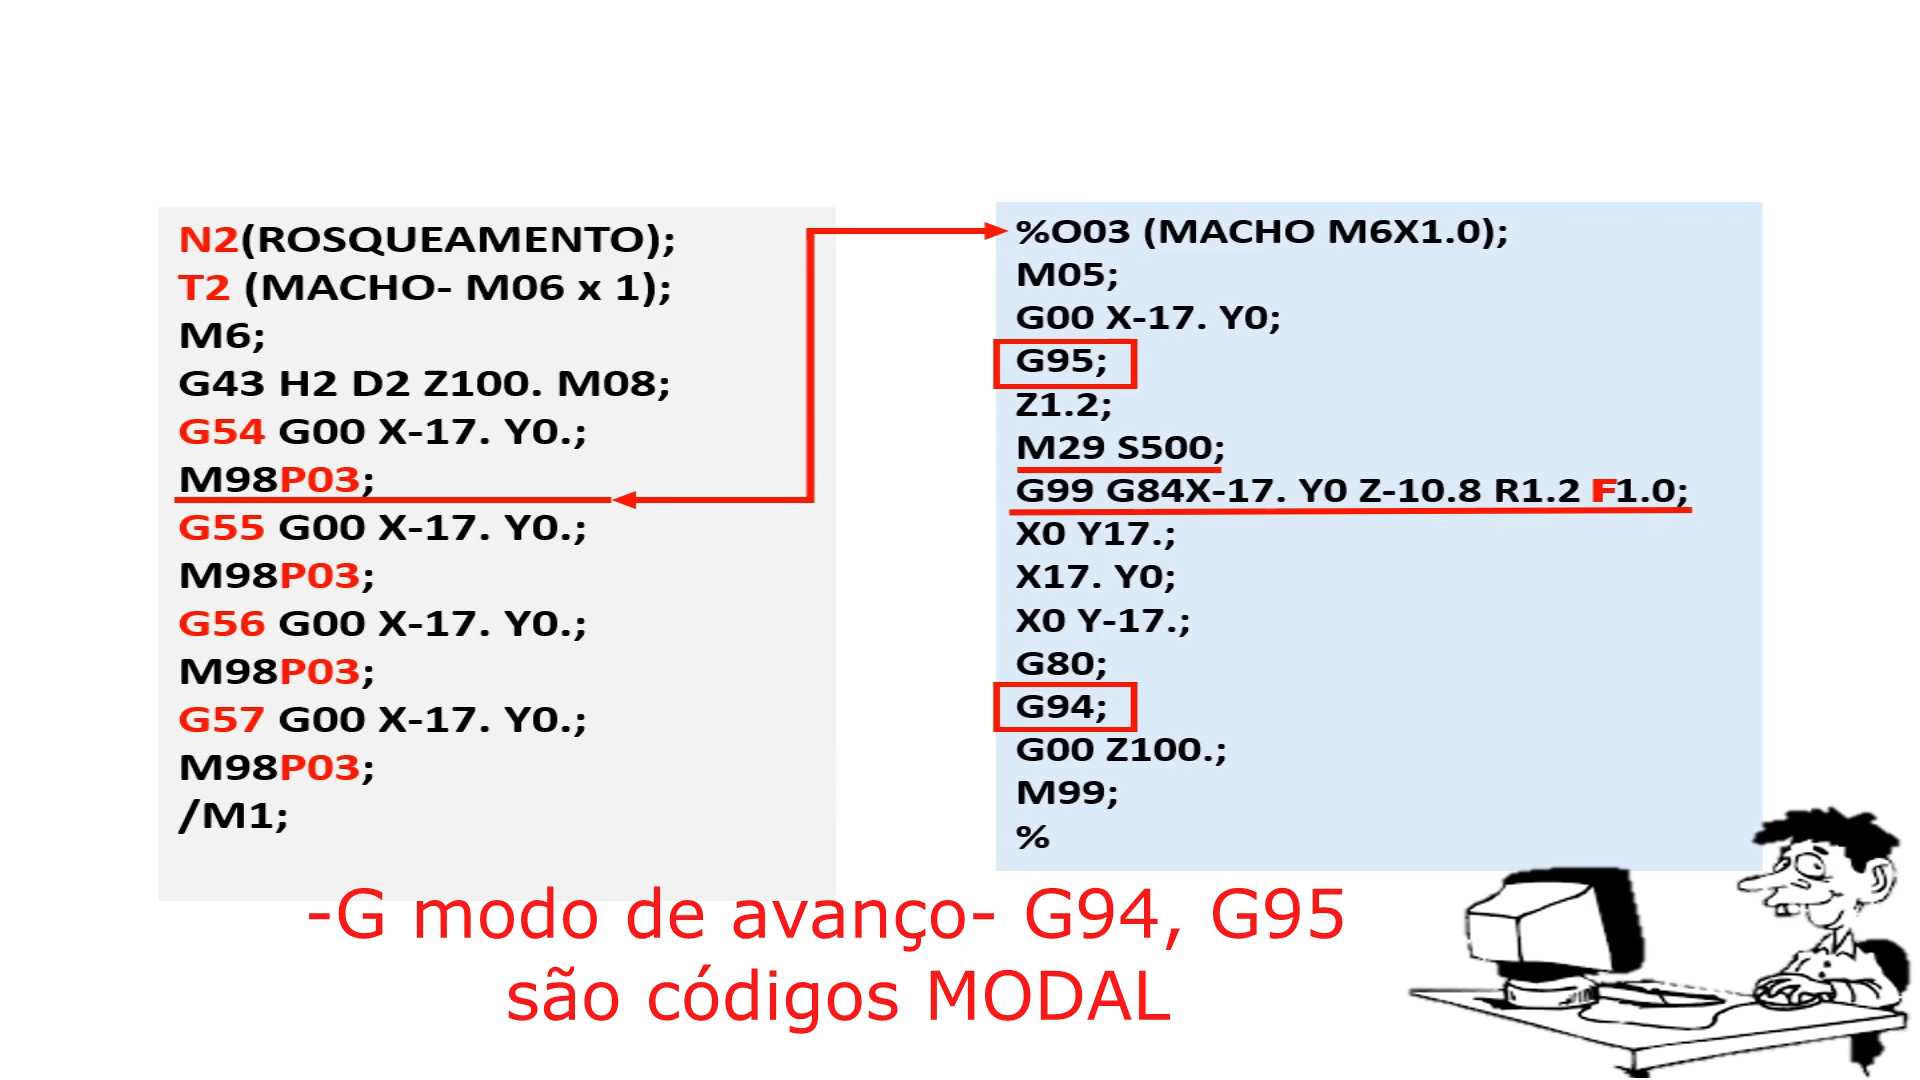 N2(ROSQUEAMENTO);
T2 (MACHO- M06 x 1);
M6;
G43 H2 D2 Z100. M08;
G54 G00 X-17. Y0.;
M98P03;
G55 G00 X-17. Y0.;
M98P03;
G56 G00 X-17. Y0.;
M98P03;
G57 G00 X-17. Y0.;
M98P03;
/M1;
%O03 (MACHO M6X1.0);
M05;
G00 X-17. Y0;
G95;
Z1.2;
M29 S500;
G99 G84X-17. Y0 Z-10.8 R1.2 F1.0;
X0 Y17.;
X17. Y0;
X0 Y-17.;
G80;
G94;
G00 Z100.;
M99;
%
-G modo de avanço- G94, G95
são códigos MODAL